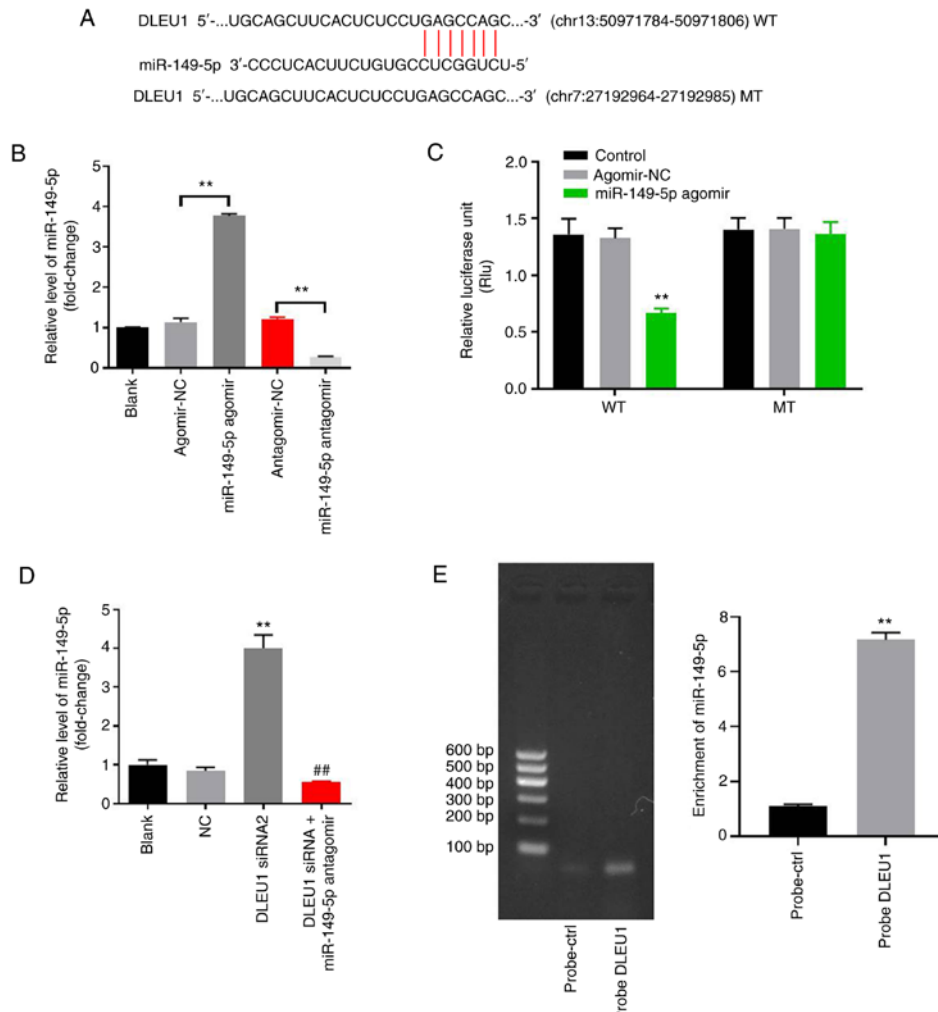 A
DLEU1 5′-...UGCAGCUUCACUCUCCUGAGCCAGC...-3′ (chr13:50971784-50971806) WT
miR-149-5p 3′-CCCUCACUUCUGUGCCUCGGUCU-5′
DLEU1 5′-...UGCAGCUUCACUCUCCUGAGCCAGC...-3′ (chr7:27192964-27192985) MT
B
Relative level of miR-149-5p
(fold-change)
5
4
3
2
1
0
**
**
Blank
Agomir-NC
miR-149-5p agomir
Antagomir-NC
miR-149-5p antagomir
C
Control
Agomir-NC
miR-149-5p agomir
Relative luciferase unit
(Rlu)
2.0
1.5
1.0
0.5
0.0
**
WT
MT
D
Relative level of miR-149-5p
(fold-change)
5
4
3
2
1
0
**
##
Blank
NC
DLEU1 siRNA2
DLEU1 siRNA +
miR-149-5p antagomir
E
600 bp
500 bp
400 bp
300 bp
200 bp
100 bp
Probe-ctrl
Probe DLEU1
Enrichment of miR-149-5p
8
6
4
2
0
**
Probe-ctrl
Probe DLEU1